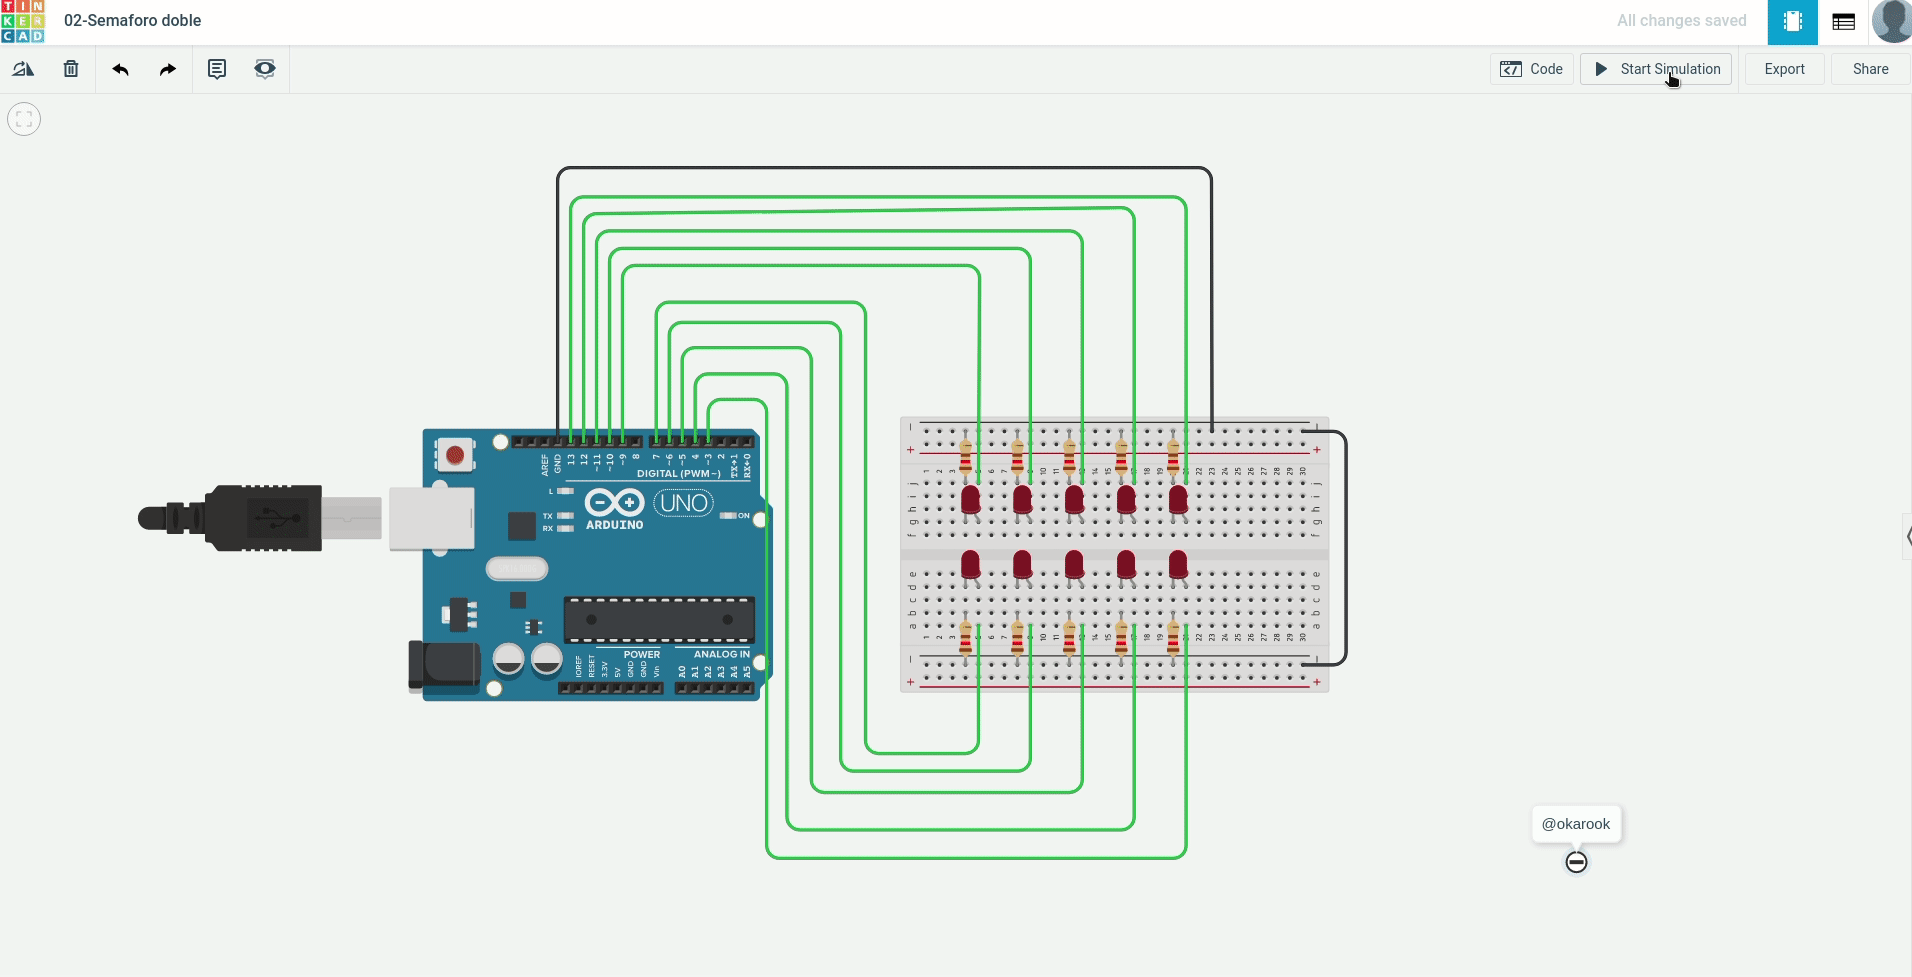 TIN
KER
CAD
02-Semaforo doble
All changes saved
Code
Start Simulation
Export
Share
AREF
GND
13
12
~11
~10
~9
8
7
~6
~5
4
~3
2
TX→1
RX←0
DIGITAL (PWM~)
L
TX
RX
ARDUINO
UNO
ON
POWER
ANALOG IN
IOREF
RESET
3.3V
5V
GND
GND
Vin
A0
A1
A2
A3
A4
A5
j
i
h
g
f
e
d
c
b
a
@okarook